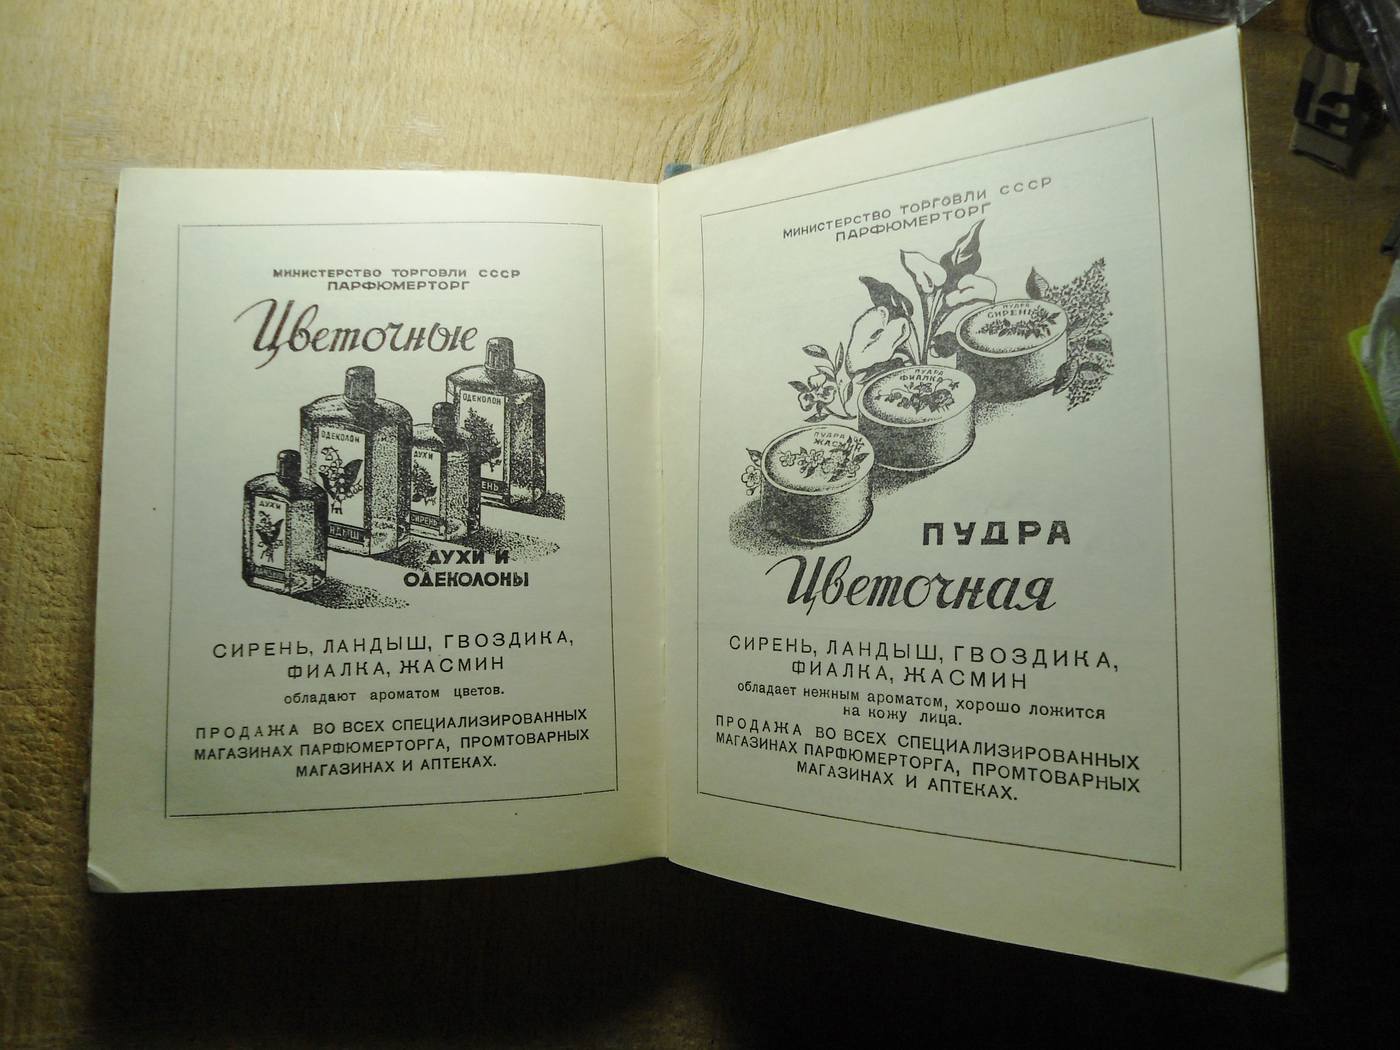 МИНИСТЕРСТВО ТОРГОВЛИ СССР
ПАРФЮМЕРТОРГ
Цветочные
ОДЕКОЛОН
ОДЕКОЛОН
ДУХИ
ДУХИ
СИРЕНЬ
ДУХИ И
ОДЕКОЛОНЫ
СИРЕНЬ, ЛАНДЫШ, ГВОЗДИКА,
ФИАЛКА, ЖАСМИН
обладают ароматом цветов.
ПРОДАЖА ВО ВСЕХ СПЕЦИАЛИЗИРОВАННЫХ
МАГАЗИНАХ ПАРФЮМЕРТОРГА, ПРОМТОВАРНЫХ
МАГАЗИНАХ И АПТЕКАХ.
МИНИСТЕРСТВО ТОРГОВЛИ СССР
ПАРФЮМЕРТОРГ
ПУДРА
СИРЕНЬ
ПУДРА
ФИАЛКА
ПУДРА
ЖАСМИН
ПУДРА
Цветочная
СИРЕНЬ, ЛАНДЫШ, ГВОЗДИКА,
ФИАЛКА, ЖАСМИН
обладает нежным ароматом, хорошо ложится
на кожу лица.
ПРОДАЖА ВО ВСЕХ СПЕЦИАЛИЗИРОВАННЫХ
МАГАЗИНАХ ПАРФЮМЕРТОРГА, ПРОМТОВАРНЫХ
МАГАЗИНАХ И АПТЕКАХ.